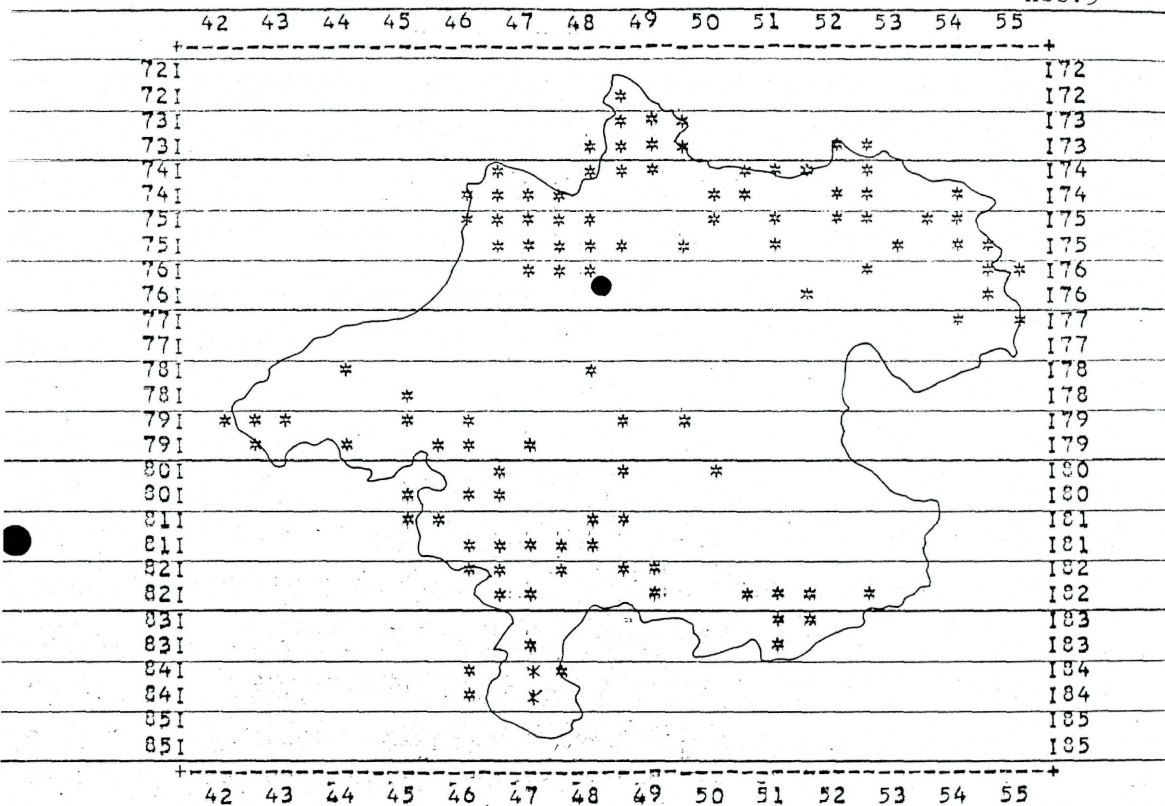 42 43 44 45 46 47 48 49 50 51 52 53 54 55
72I I72
72I * I72
73I * * * I73
73I * * * * * * I73
74I * * * * * * * * I74
74I * * * * * * * * * I74
75I * * * * * * * * * * * I75
75I * * * * * * * * * * I75
76I * * * * * * I76
76I * * I76
77I * * I77
77I I77
78I * * I78
78I * I78
79I * * * * * * * I79
79I * * * * * I79
80I * * * I80
80I * * * I80
81I * * * * I81
81I * * * * * I81
82I * * * * * I82
82I * * * * * * * I82
83I * * I83
83I * * I83
84I * * * I84
84I * * I84
85I I85
85I I85
42 43 44 45 46 47 48 49 50 51 52 53 54 55